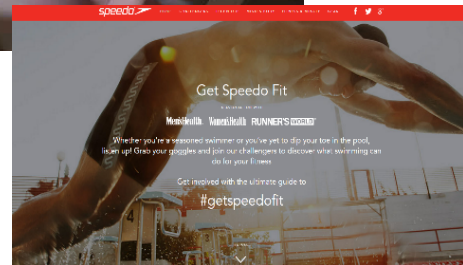 speedo
Get Speedo Fit
Men'sHealth Women'sHealth RUNNER'S WORLD
Whether you're a seasoned swimmer or you've yet to dip your toe in the pool,
listen up! Grab your goggles and join our challengers to discover what swimming can
do for your fitness
Get involved with the ultimate guide to
#getspeedofit